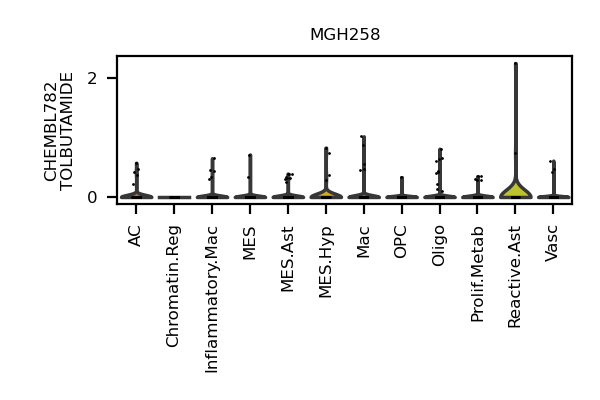 MGH258
CHEMBL782
TOLBUTAMIDE
2
0
AC
Chromatin.Reg
Inflammatory.Mac
MES
MES.Ast
MES.Hyp
Mac
OPC
Oligo
Prolif.Metab
Reactive.Ast
Vasc